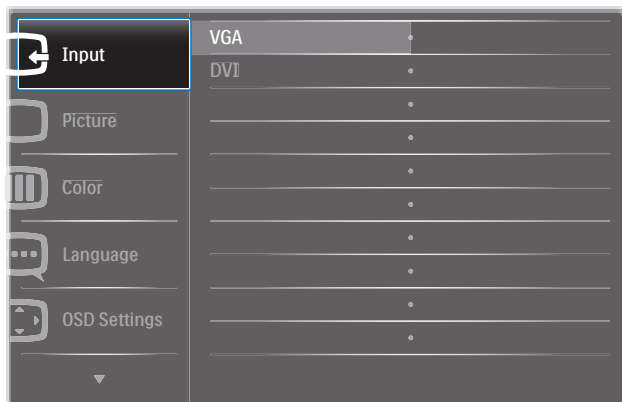 Input
Picture
Color
Language
OSD Settings
VGA
DVI